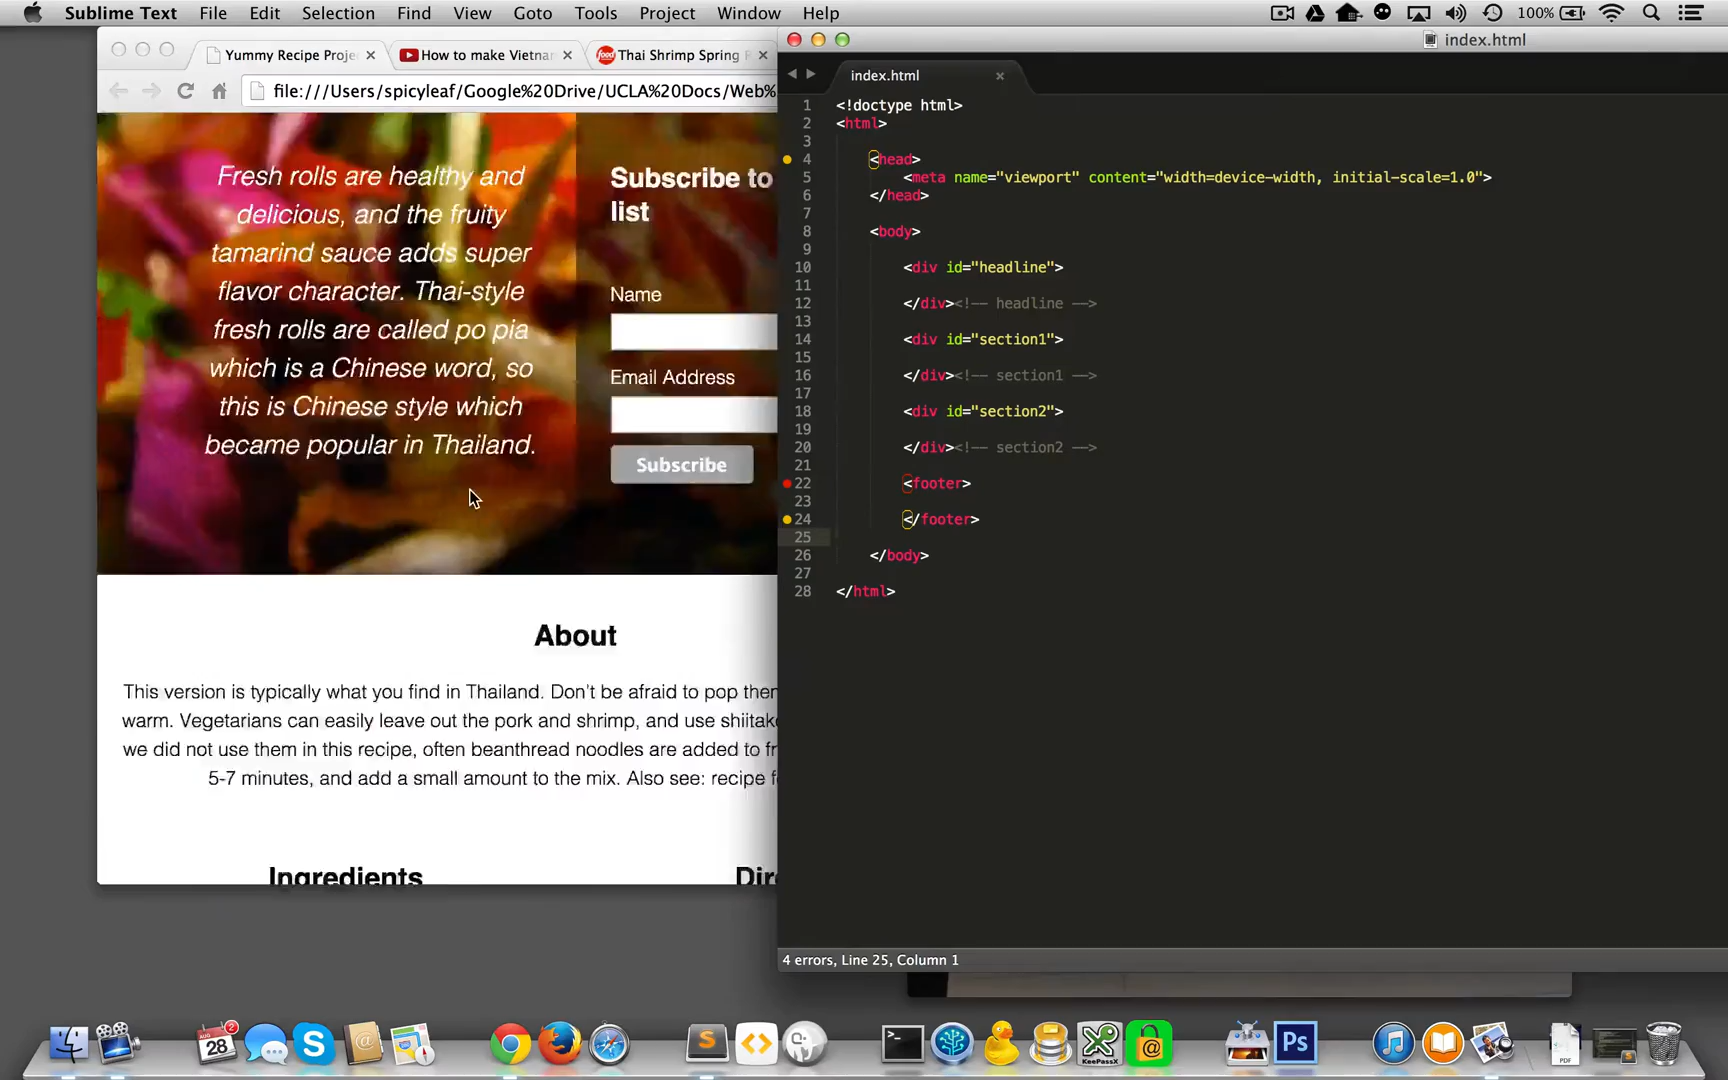 Sublime Text File Edit Selection Find View Goto Tools Project Window Help 100%
Yummy Recipe Proje
How to make Vietnam
food Thai Shrimp Spring R
file:///Users/spicyleaf/Google%20Drive/UCLA%20Docs/Web%
Fresh rolls are healthy and
delicious, and the fruity
tamarind sauce adds super
flavor character. Thai-style
fresh rolls are called po pia
which is a Chinese word, so
this is Chinese style which
became popular in Thailand.
Subscribe to
list
Name
Email Address
Subscribe
About
This version is typically what you find in Thailand. Don't be afraid to pop then
warm. Vegetarians can easily leave out the pork and shrimp, and use shiitake
we did not use them in this recipe, often beanthread noodles are added to fr
5-7 minutes, and add a small amount to the mix. Also see: recipe f
Ingredients
Dir
index.html
index.html
1 <!doctype html>
2 <html>
3
4 <head>
5 <meta name="viewport" content="width=device-width, initial-scale=1.0">
6 </head>
7
8 <body>
9
10 <div id="headline">
11
12 </div><!-- headline -->
13
14 <div id="section1">
15
16 </div><!-- section1 -->
17
18 <div id="section2">
19
20 </div><!-- section2 -->
21
22 <footer>
23
24 </footer>
25
26 </body>
27
28 </html>
4 errors, Line 25, Column 1
2
28
KeePassX
Ps
PDF